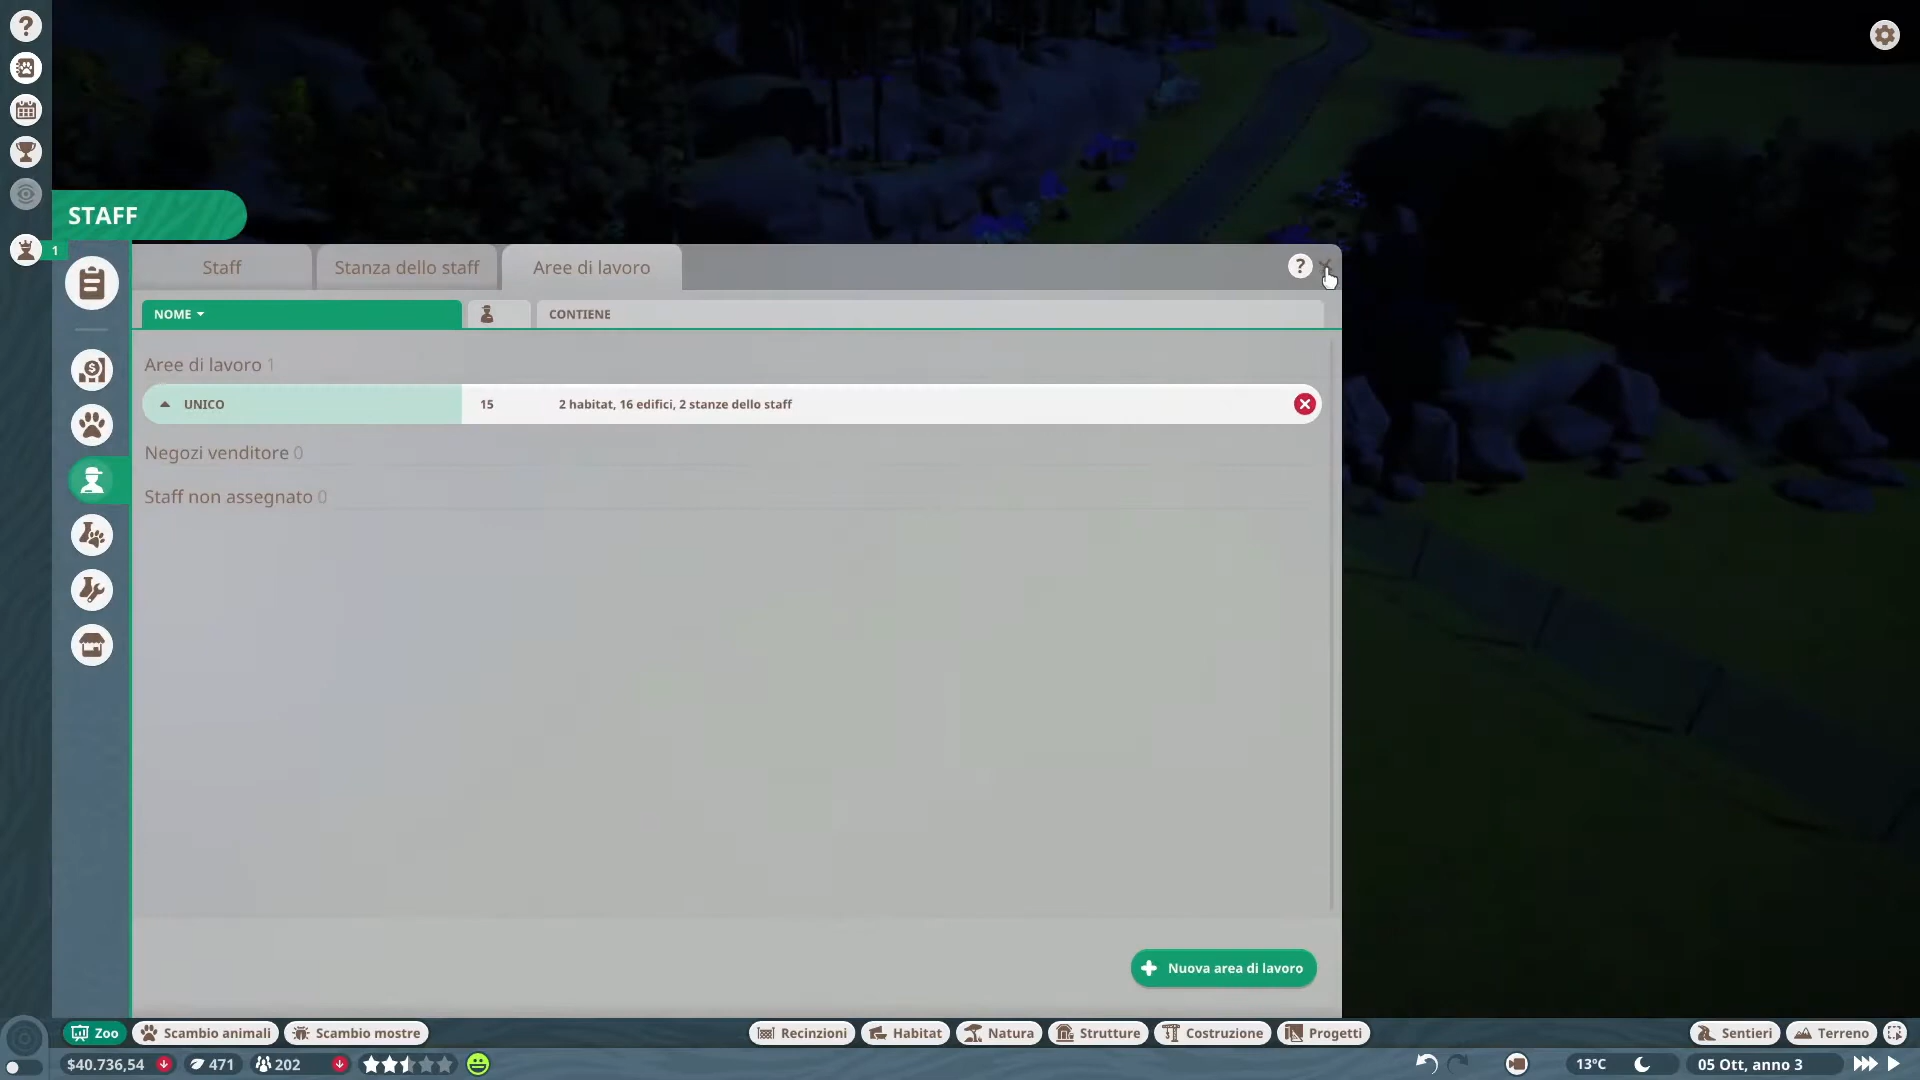 ?
STAFF
1
Staff
Stanza dello staff
Aree di lavoro
?
NOME
CONTIENE
Aree di lavoro 1
UNICO
15
2 habitat, 16 edifici, 2 stanze dello staff
Negozi venditore 0
Staff non assegnato 0
Nuova area di lavoro
Zoo
Scambio animali
Scambio mostre
Recinzioni
Habitat
Natura
Strutture
Costruzione
Progetti
Sentieri
Terreno
$40.736,54
471
202
13°C
05 Ott, anno 3